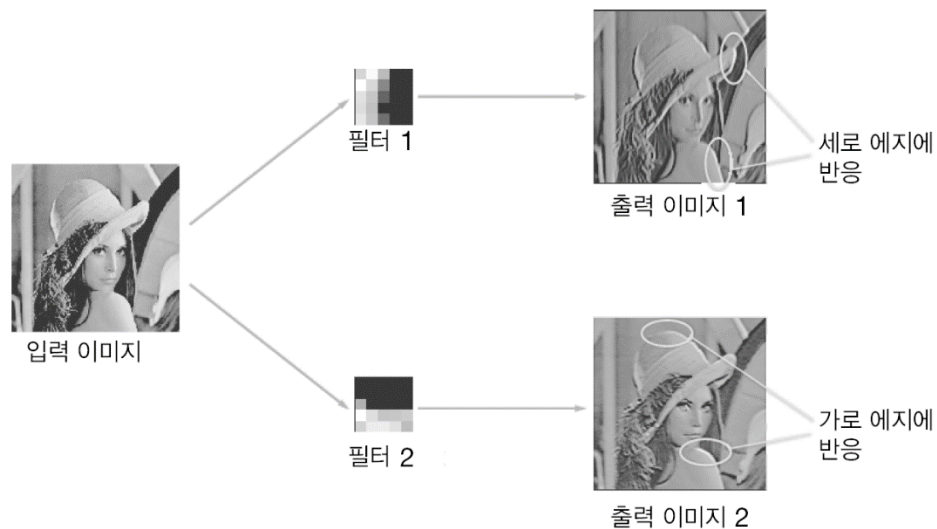 필터 1
세로 에지에
반응
출력 이미지 1
입력 이미지
필터 2
가로 에지에
반응
출력 이미지 2